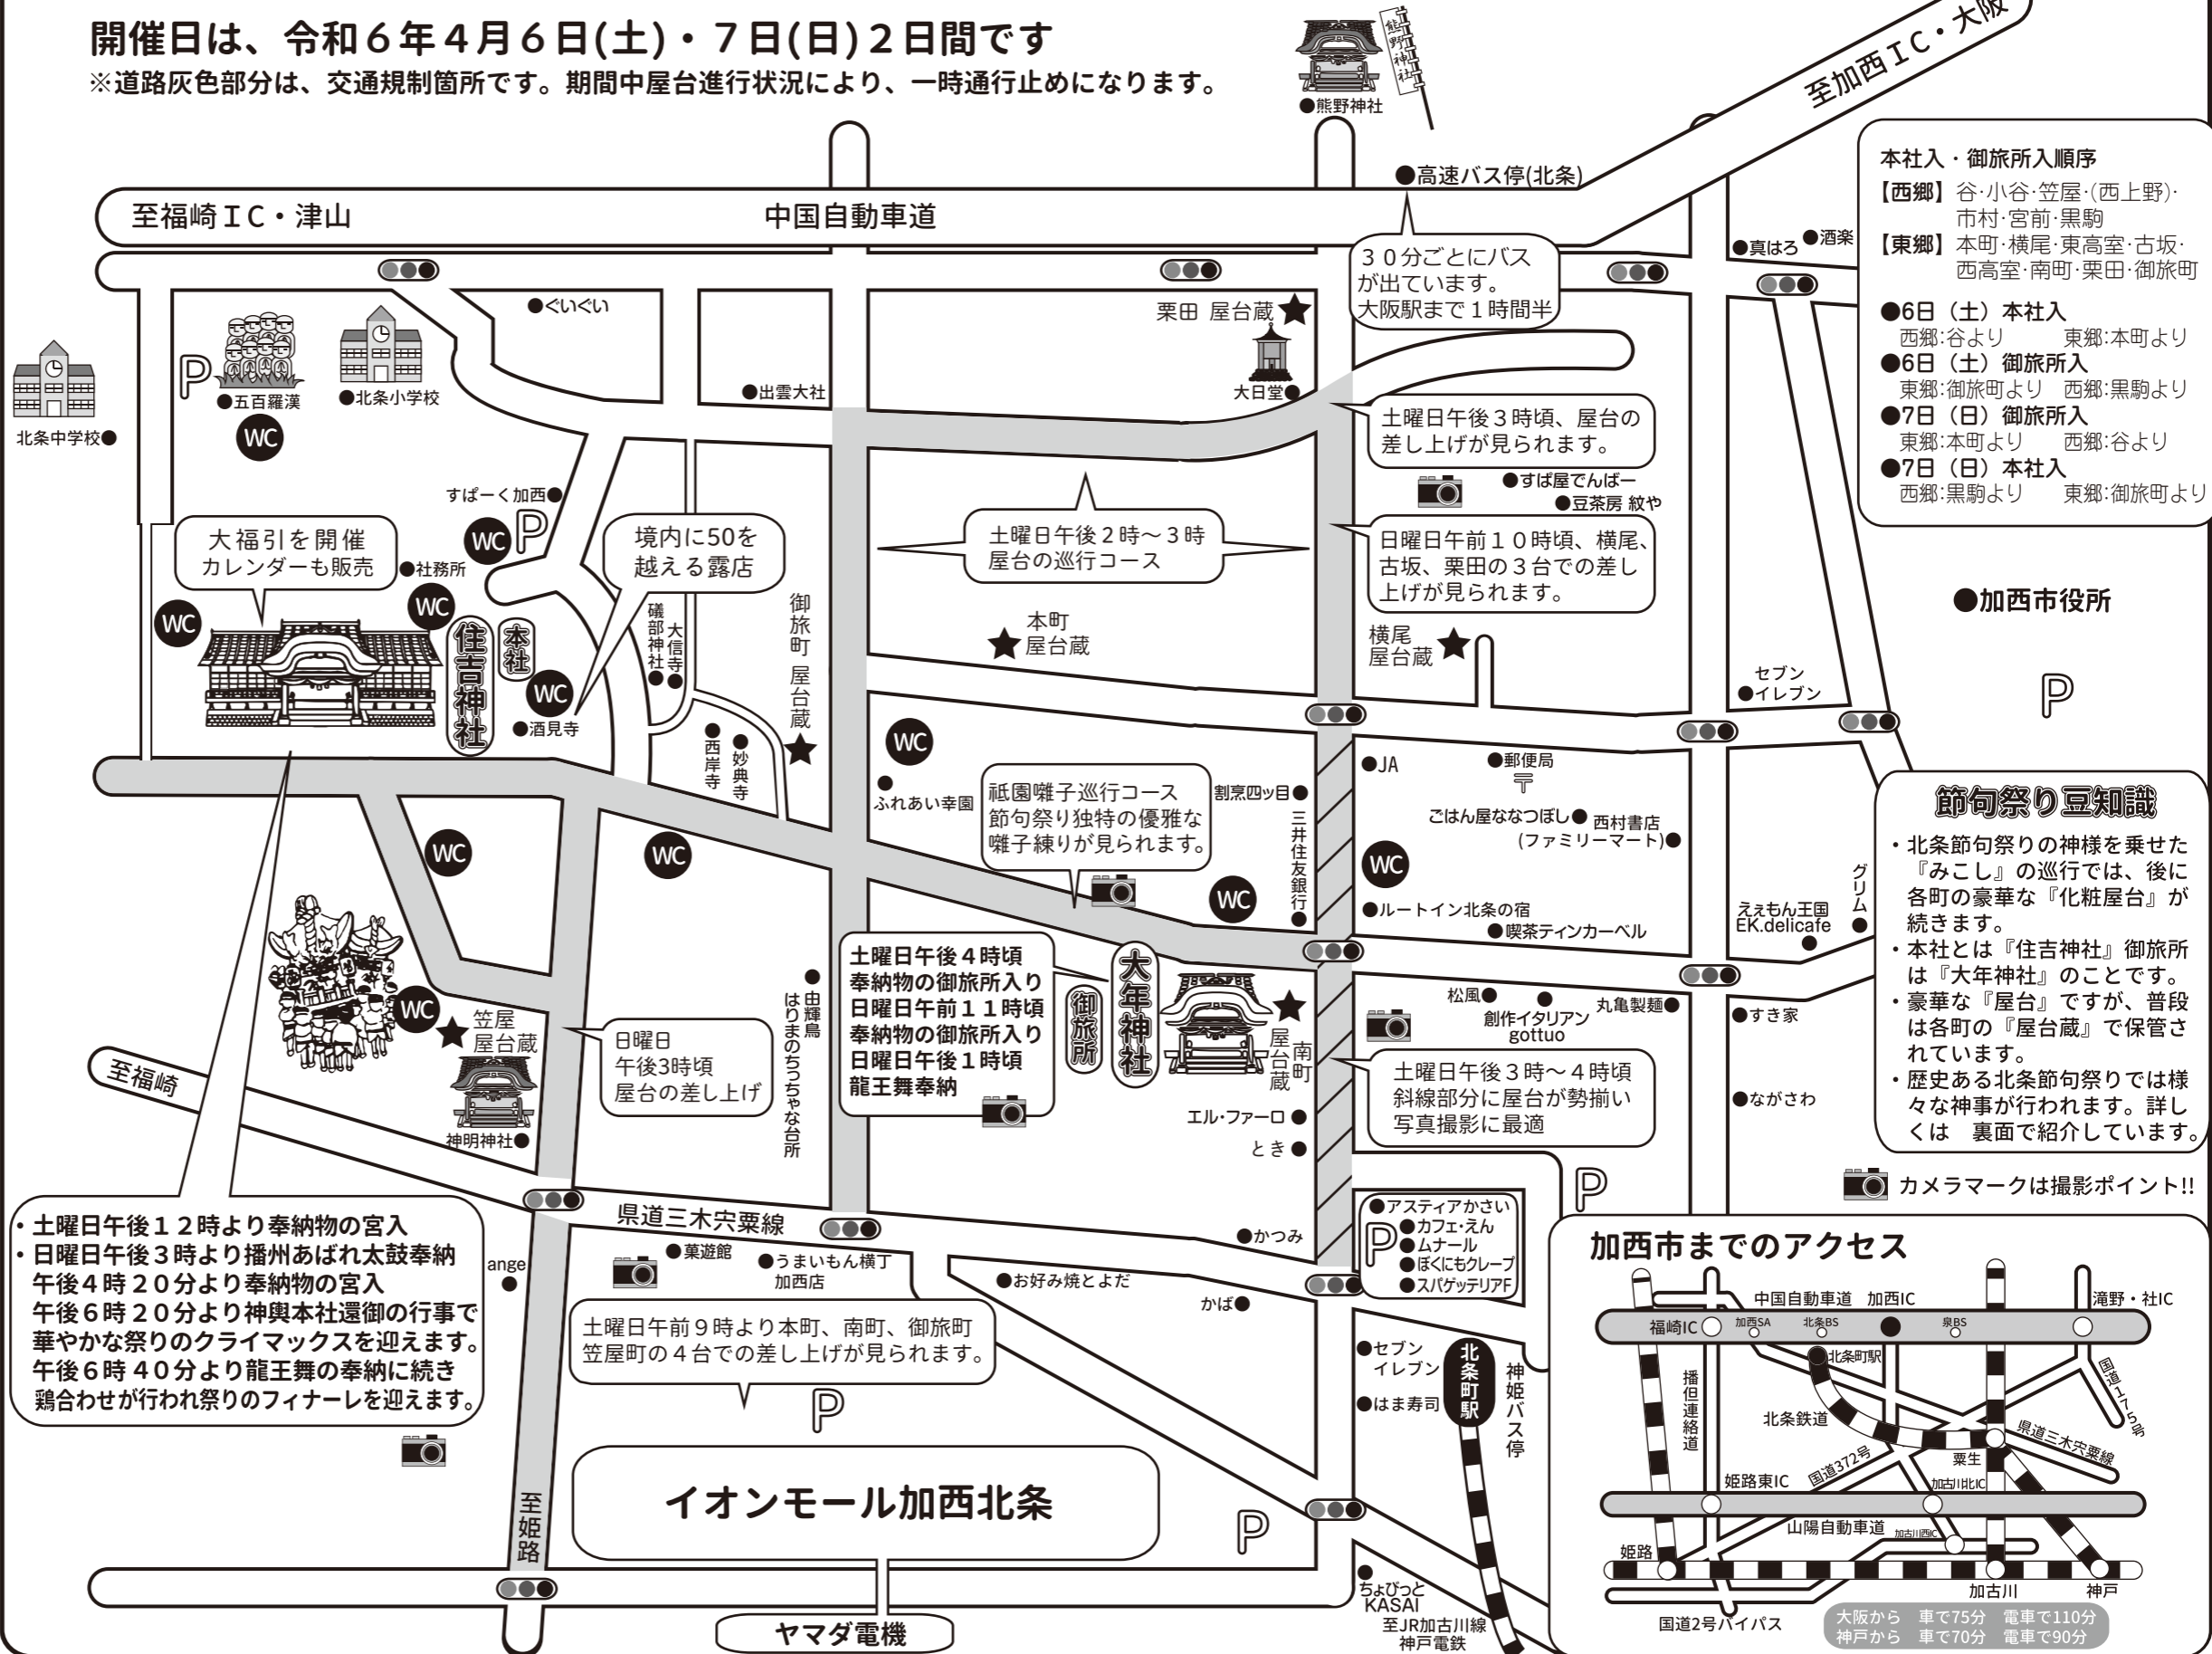 開催日は、令和６年４月６日(土)・７日(日)２日間です
※道路灰色部分は、交通規制箇所です。期間中屋台進行状況により、一時通行止めになります。
熊野神社
●熊野神社
至加西ＩＣ・大阪
●高速バス停(北条)
至福崎ＩＣ・津山
中国自動車道
３０分ごとにバス
が出ています。
大阪駅まで１時間半
●真はろ
●酒楽
本社入・御旅所入順序
【西郷】谷・小谷・笠屋・(西上野)・
市村・宮前・黒駒
【東郷】本町・横尾・東高室・古坂・
西高室・南町・栗田・御旅町
●6日（土）本社入
西郷:谷より　東郷:本町より
●6日（土）御旅所入
東郷:御旅町より　西郷:黒駒より
●7日（日）御旅所入
東郷:本町より　西郷:谷より
●7日（日）本社入
西郷:黒駒より　東郷:御旅町より
●ぐいぐい
栗田 屋台蔵★
大日堂●
●出雲大社
P
●五百羅漢
WC
●北条小学校
北条中学校●
土曜日午後３時頃、屋台の
差し上げが見られます。
●すぱ屋でんばー
●豆茶房 紋や
すぱーく加西●
WC P
大福引を開催
カレンダーも販売
●社務所
WC
WC
境内に50を
越える露店
土曜日午後２時〜３時
屋台の巡行コース
日曜日午前１０時頃、横尾、
古坂、栗田の３台での差し
上げが見られます。
●加西市役所
P
住吉神社
本社
WC
●酒見寺
磯部神社●
大信寺●
御旅町 屋台蔵
★
★本町
屋台蔵
横尾
屋台蔵★
セブン
●イレブン
●西岸寺
●妙典寺
WC
●
ふれあい幸園
祇園囃子巡行コース
節句祭り独特の優雅な
囃子練りが見られます。
割烹四ッ目●
三井住友銀行●
WC
●JA
●郵便局
〒
ごはん屋ななつぼし●
西村書店
(ファミリーマート)●
WC
●ルートイン北条の宿
●喫茶ティンカーベル
ええもん王国
EK.delicafe
●
グリム●
節句祭り豆知識
・北条節句祭りの神様を乗せた
『みこし』の巡行では、後に
各町の豪華な『化粧屋台』が
続きます。
・本社とは『住吉神社』御旅所
は『大年神社』のことです。
・豪華な『屋台』ですが、普段
は各町の『屋台蔵』で保管さ
れています。
・歴史ある北条節句祭りでは様
々な神事が行われます。詳し
くは　裏面で紹介しています。
カメラマークは撮影ポイント!!
WC
WC
WC
★笠屋
屋台蔵
神明神社●
日曜日
午後3時頃
屋台の差し上げ
●由輝鳥
はりまのちっちゃな台所
土曜日午後４時頃
奉納物の御旅所入り
日曜日午前１１時頃
奉納物の御旅所入り
日曜日午後１時頃
龍王舞奉納
大年神社
御旅所
★
南町
屋台蔵
松風●
●
創作イタリアン
gottuo
丸亀製麺●
●すき家
●ながさわ
土曜日午後３時〜４時頃
斜線部分に屋台が勢揃い
写真撮影に最適
エル・ファーロ●
とき●
至福崎
県道三木宍粟線
●かつみ
P
●アスティアかさい
P
●カフェ・えん
●ムナール
●ぼくにもクレープ
●スパゲッテリアF
・土曜日午後１２時より奉納物の宮入
・日曜日午後３時より播州あばれ太鼓奉納
午後４時２０分より奉納物の宮入
午後６時２０分より神輿本社還御の行事で
華やかな祭りのクライマックスを迎えます。
午後６時４０分より龍王舞の奉納に続き
鶏合わせが行われ祭りのフィナーレを迎えます。
ange
●
●菓遊館
●うまいもん横丁
加西店
●お好み焼とよだ
かば●
土曜日午前９時より本町、南町、御旅町
笠屋町の４台での差し上げが見られます。
P
イオンモール加西北条
P
至姫路
ヤマダ電機
●セブン
イレブン
●はま寿司
北条町駅
神姫バス停
●
ちょびっと
KASAI
至JR加古川線
神戸電鉄
加西市までのアクセス
中国自動車道　加西IC
滝野・社IC
福崎IC
加西SA
北条BS
泉BS
北条町駅
国道175号
播但連絡道
北条鉄道
県道三木宍粟線
国道372号
粟生
姫路東IC
加古川北IC
山陽自動車道
加古川西IC
姫路
加古川
神戸
国道2号バイパス
大阪から　車で75分　電車で110分
神戸から　車で70分　電車で90分